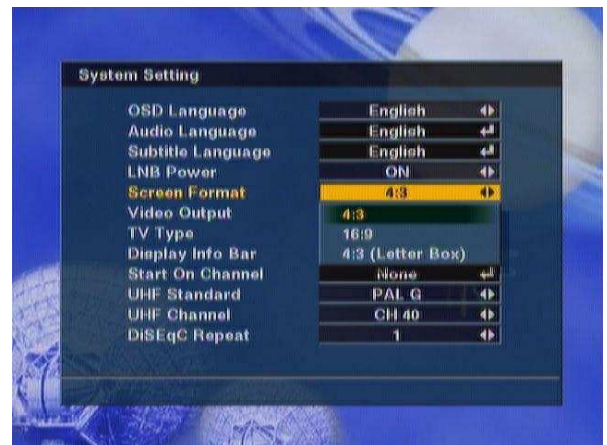 System Setting
OSD Language English
Audio Language English
Subtitle Language English
LNB Power ON
Screen Format 4:3
Video Output 4:3
TV Type 16:9
Display Info Bar 4:3 (Letter Box)
Start On Channel None
UHF Standard PAL G
UHF Channel CH 40
DiSEqC Repeat 1